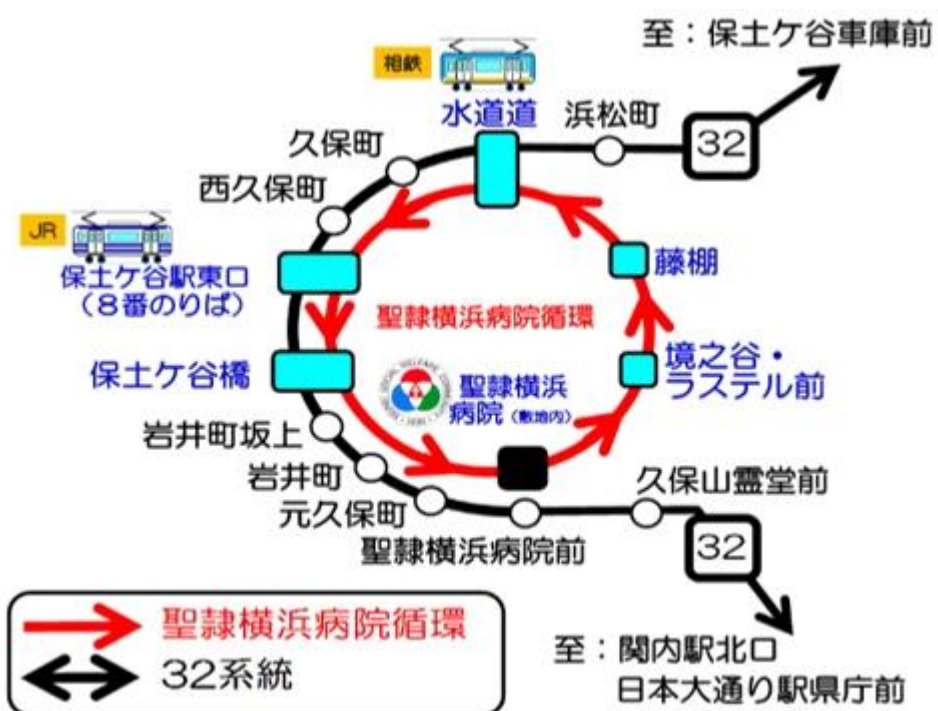 至：保土ケ谷車庫前
相鉄
水道道
浜松町
32
久保町
西久保町
JR
保土ケ谷駅東口
（8番のりば）
藤棚
聖隷横浜病院循環
保土ケ谷橋
境之谷・
ラステル前
聖隷横浜
病院（敷地内）
岩井町坂上
岩井町
元久保町
聖隷横浜病院前
久保山霊堂前
32
聖隷横浜病院循環
32系統
至：関内駅北口
日本大通り駅県庁前